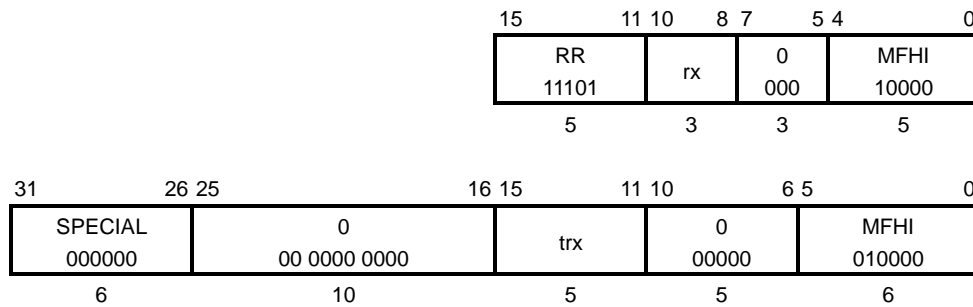 15 11 10 8 7 5 4 0
RR rx 0 MFHI
11101 000 10000
5 3 3 5
31 26 25 16 15 11 10 6 5 0
SPECIAL 0 trx 0 MFHI
000000 00 0000 0000 00000 010000
6 10 5 5 6